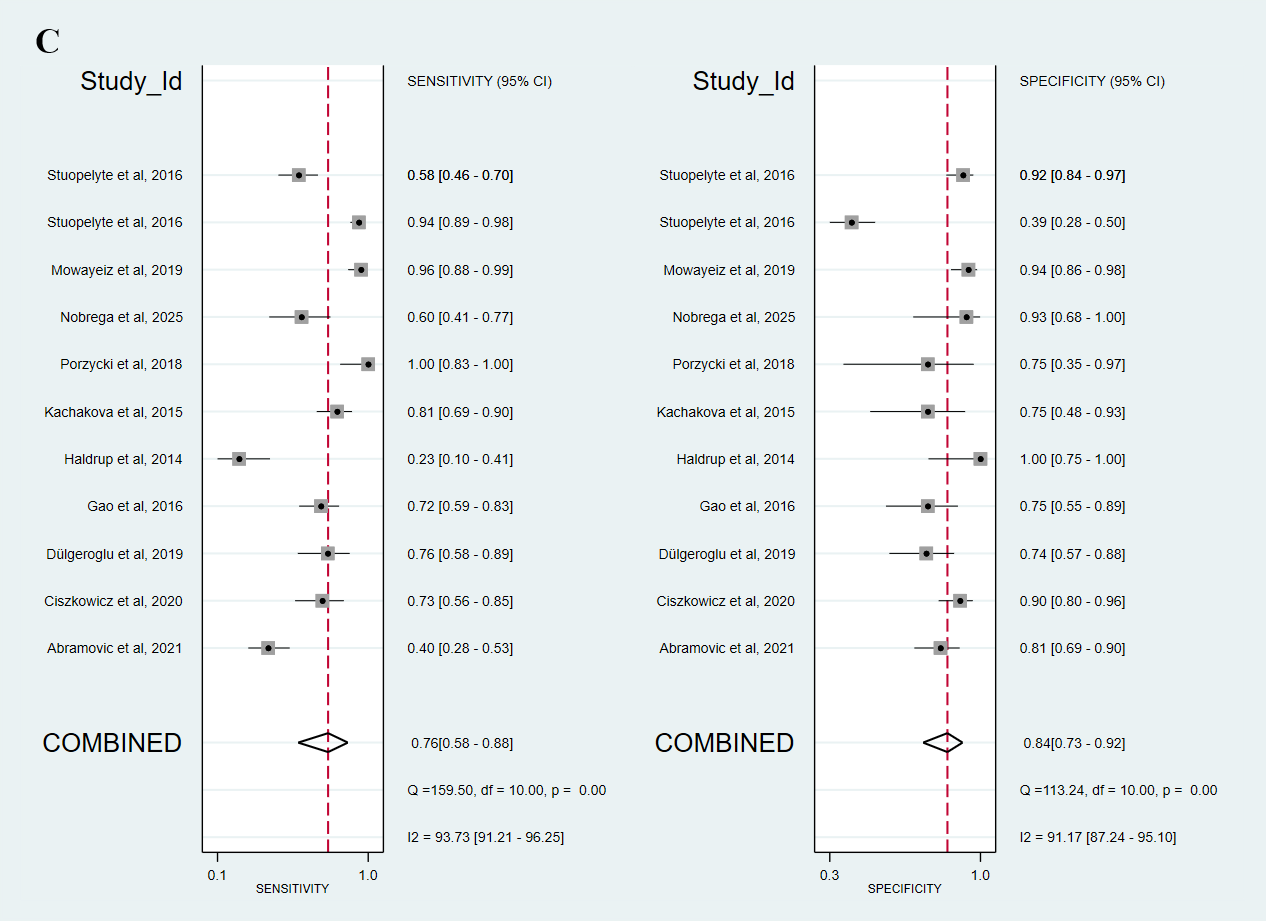 C
Study_Id SENSITIVITY (95% CI) Study_Id SPECIFICITY (95% CI)
Stuopelyte et al, 2016 0.58 [0.46 - 0.70] Stuopelyte et al, 2016 0.92 [0.84 - 0.97]
Stuopelyte et al, 2016 0.94 [0.89 - 0.98] Stuopelyte et al, 2016 0.39 [0.28 - 0.50]
Mowayeiz et al, 2019 0.96 [0.88 - 0.99] Mowayeiz et al, 2019 0.94 [0.86 - 0.98]
Nobrega et al, 2025 0.60 [0.41 - 0.77] Nobrega et al, 2025 0.93 [0.68 - 1.00]
Porzycki et al, 2018 1.00 [0.83 - 1.00] Porzycki et al, 2018 0.75 [0.35 - 0.97]
Kachakova et al, 2015 0.81 [0.69 - 0.90] Kachakova et al, 2015 0.75 [0.48 - 0.93]
Haldrup et al, 2014 0.23 [0.10 - 0.41] Haldrup et al, 2014 1.00 [0.75 - 1.00]
Gao et al, 2016 0.72 [0.59 - 0.83] Gao et al, 2016 0.75 [0.55 - 0.89]
Dülgeroglu et al, 2019 0.76 [0.58 - 0.89] Dülgeroglu et al, 2019 0.74 [0.57 - 0.88]
Ciszkowicz et al, 2020 0.73 [0.56 - 0.85] Ciszkowicz et al, 2020 0.90 [0.80 - 0.96]
Abramovic et al, 2021 0.40 [0.28 - 0.53] Abramovic et al, 2021 0.81 [0.69 - 0.90]
COMBINED 0.76[0.58 - 0.88] COMBINED 0.84[0.73 - 0.92]
Q =159.50, df = 10.00, p = 0.00 Q =113.24, df = 10.00, p = 0.00
I2 = 93.73 [91.21 - 96.25] I2 = 91.17 [87.24 - 95.10]
0.1 1.0 0.3 1.0
SENSITIVITY SPECIFICITY